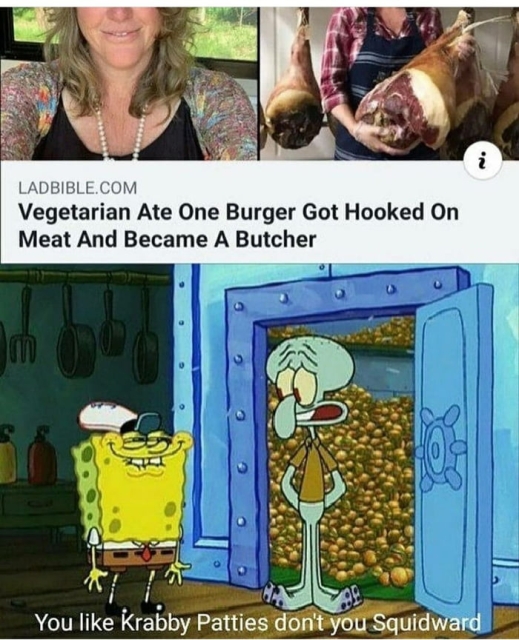 LADBIBLE.COM
Vegetarian Ate One Burger Got Hooked On
Meat And Became A Butcher
i
You like Krabby Patties don't you Squidward